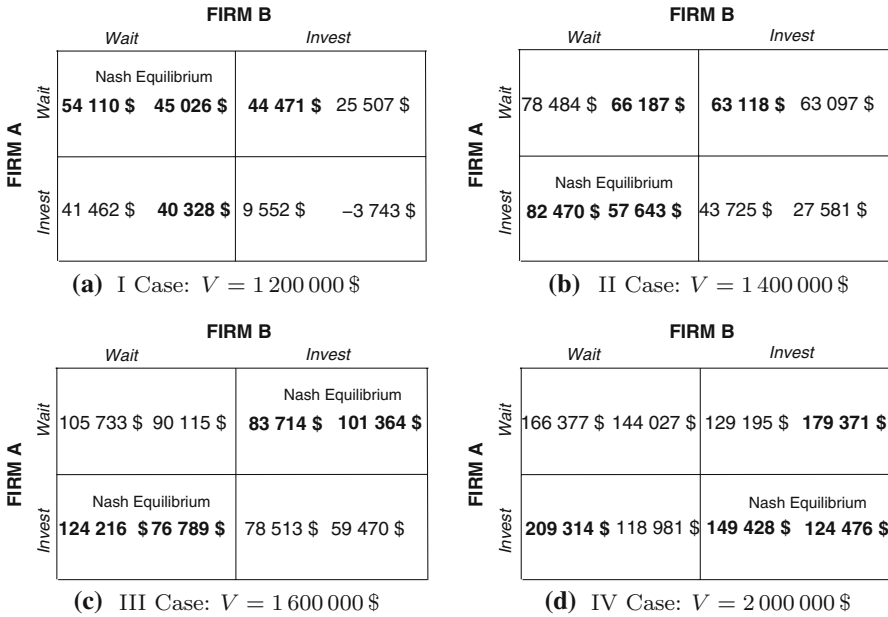 FIRM B
Wait Invest
FIRM A
Wait
Nash Equilibrium
54 110 $ 45 026 $ 44 471 $ 25 507 $
Invest
41 462 $ 40 328 $ 9 552 $ –3 743 $
(a) I Case: V = 1 200 000 $
FIRM B
Wait Invest
FIRM A
Wait
78 484 $ 66 187 $ 63 118 $ 63 097 $
Invest
Nash Equilibrium
82 470 $ 57 643 $ 43 725 $ 27 581 $
(b) II Case: V = 1 400 000 $
FIRM B
Wait Invest
FIRM A
Wait
Nash Equilibrium
105 733 $ 90 115 $ 83 714 $ 101 364 $
Invest
Nash Equilibrium
124 216 $ 76 789 $ 78 513 $ 59 470 $
(c) III Case: V = 1 600 000 $
FIRM B
Wait Invest
FIRM A
Wait
166 377 $ 144 027 $ 129 195 $ 179 371 $
Invest
Nash Equilibrium
209 314 $ 118 981 $ 149 428 $ 124 476 $
(d) IV Case: V = 2 000 000 $